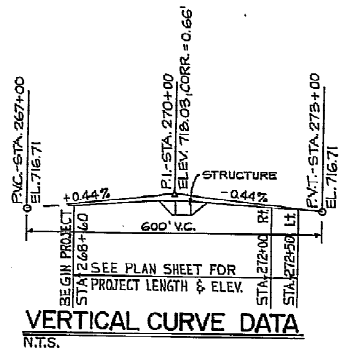 P.V.C.-STA. 267+00
EL.716.71
P.I.-STA. 270+00
ELEV. 718.03, CORR. = 0.66'
P.V.T.-STA. 273+00
EL.716.71
STRUCTURE
+0.44%
-0.44%
600' V.C.
BEGIN PROJECT
STA. 268+60
STA. 272+00 Rt.
STA. 272+50 Lt.
SEE PLAN SHEET FOR
PROJECT LENGTH & ELEV.
VERTICAL CURVE DATA
N.T.S.